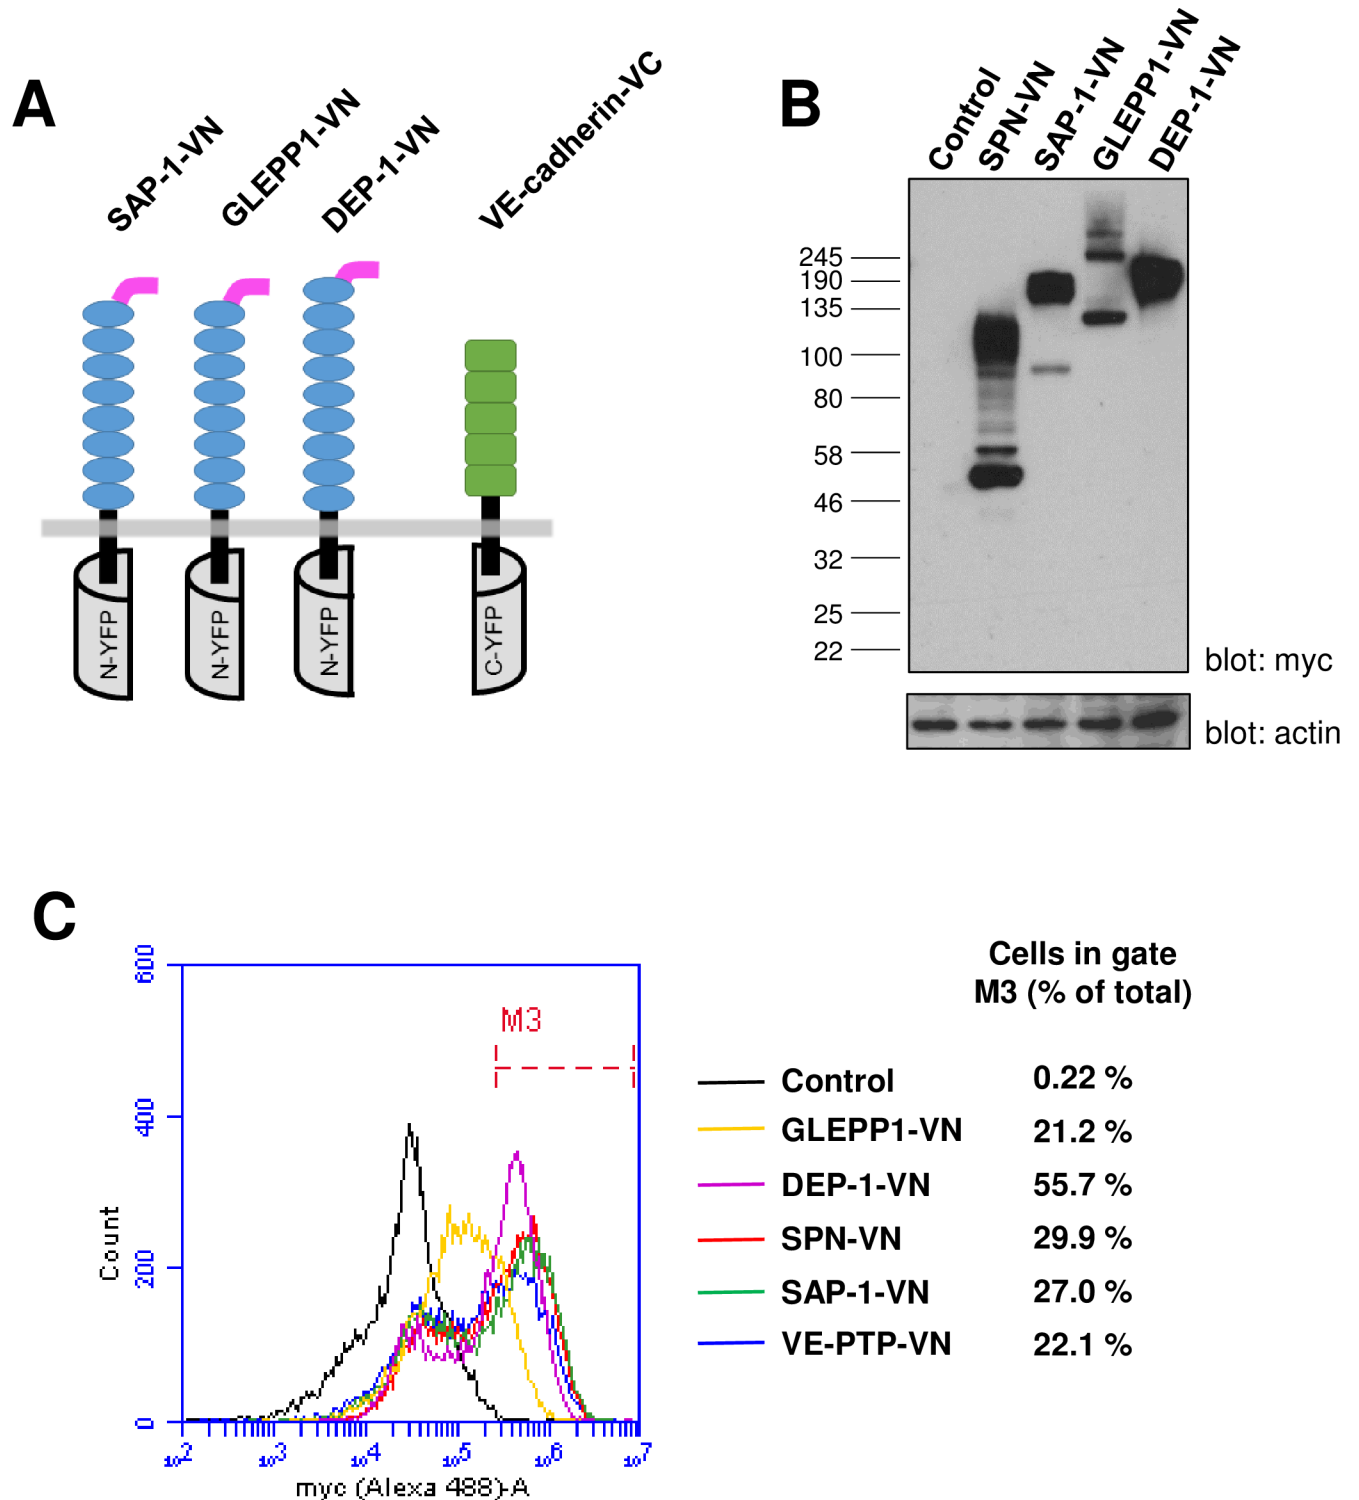 A
SAP-1-VN
GLEPP1-VN
DEP-1-VN
VE-cadherin-VC
N-YFP
N-YFP
N-YFP
C-YFP
B
Control
SPN-VN
SAP-1-VN
GLEPP1-VN
DEP-1-VN
245
190
135
100
80
58
46
32
25
22
blot: myc
blot: actin
C
600
400
200
0
Count
M3
10^2
10^3
10^4
10^5
10^6
10^7
myc (Alexa 488)-A
Cells in gate
M3 (% of total)
Control 0.22 %
GLEPP1-VN 21.2 %
DEP-1-VN 55.7 %
SPN-VN 29.9 %
SAP-1-VN 27.0 %
VE-PTP-VN 22.1 %